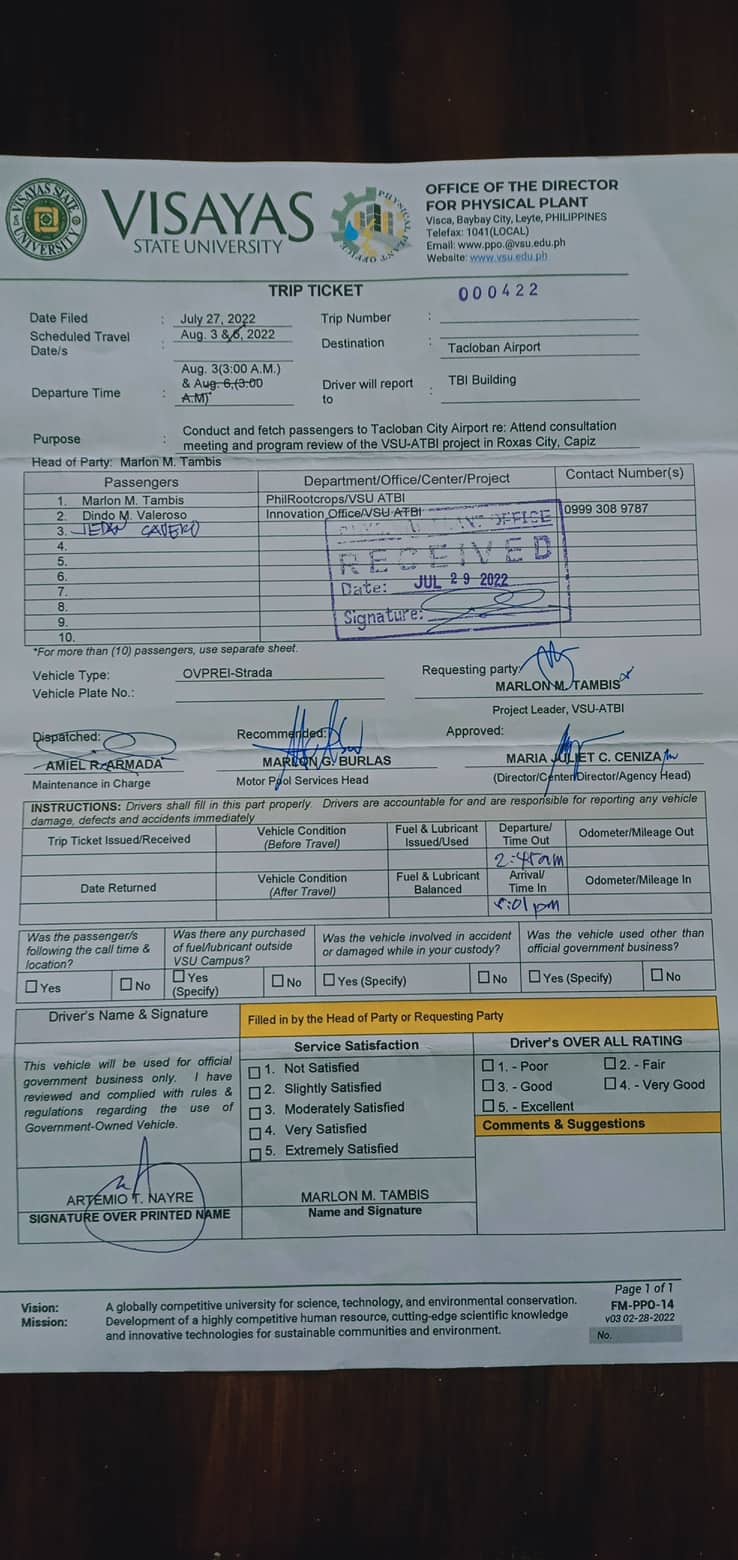 VISAYAS STATE UNIVERSITY
VISAYAS
STATE UNIVERSITY
PHYSICAL PLANT OFFICE
OFFICE OF THE DIRECTOR
FOR PHYSICAL PLANT
Visca, Baybay City, Leyte, PHILIPPINES
Telefax: 1041(LOCAL)
Email: www.ppo.@vsu.edu.ph
Website: www.vsu.edu.ph
TRIP TICKET 000422
Date Filed : July 27, 2022 Trip Number :
Scheduled Travel Date/s : Aug. 3 & 6, 2022 Destination : Tacloban Airport
Departure Time : Aug. 3(3:00 A.M.) & Aug. 6,(3:00 A.M) Driver will report to : TBI Building
Purpose : Conduct and fetch passengers to Tacloban City Airport re: Attend consultation
meeting and program review of the VSU-ATBI project in Roxas City, Capiz
Head of Party: Marlon M. Tambis
Passengers Department/Office/Center/Project Contact Number(s)
1. Marlon M. Tambis PhilRootcrops/VSU ATBI
2. Dindo M. Valeroso Innovation Office/VSU ATBI 0999 308 9787
3. JEDAN CAVERO
4.
5.
6.
7.
8.
9.
10.
OFFICE
RECEIVED
Date: JUL 29 2022
Signature:
*For more than (10) passengers, use separate sheet.
Vehicle Type: OVPREI-Strada Requesting party:
Vehicle Plate No.: MARLON M. TAMBIS
Project Leader, VSU-ATBI
Dispatched: Recommended: Approved:
AMIEL R. ARMADA MARLON G. BURLAS MARIA JULIET C. CENIZA
Maintenance in Charge Motor Pool Services Head (Director/Center Director/Agency Head)
INSTRUCTIONS: Drivers shall fill in this part properly. Drivers are accountable for and are responsible for reporting any vehicle
damage, defects and accidents immediately
Trip Ticket Issued/Received Vehicle Condition (Before Travel) Fuel & Lubricant Issued/Used Departure/ Time Out Odometer/Mileage Out
2:45am
Date Returned Vehicle Condition (After Travel) Fuel & Lubricant Balanced Arrival/ Time In Odometer/Mileage In
:01 pm
Was the passenger/s following the call time & location? Was there any purchased of fuel/lubricant outside VSU Campus? Was the vehicle involved in accident or damaged while in your custody? Was the vehicle used other than official government business?
☐ Yes ☐ No ☐ Yes (Specify) ☐ No ☐ Yes (Specify) ☐ No ☐ Yes (Specify) ☐ No
Driver's Name & Signature Filled in by the Head of Party or Requesting Party
This vehicle will be used for official
government business only. I have
reviewed and complied with rules &
regulations regarding the use of
Government-Owned Vehicle.
ARTEMIO T. NAYRE
SIGNATURE OVER PRINTED NAME
Service Satisfaction
☐ 1. Not Satisfied
☐ 2. Slightly Satisfied
☐ 3. Moderately Satisfied
☐ 4. Very Satisfied
☐ 5. Extremely Satisfied
MARLON M. TAMBIS
Name and Signature
Driver's OVER ALL RATING
☐ 1. - Poor ☐ 2. - Fair
☐ 3. - Good ☐ 4. - Very Good
☐ 5. - Excellent
Comments & Suggestions
Vision: A globally competitive university for science, technology, and environmental conservation.
Mission: Development of a highly competitive human resource, cutting-edge scientific knowledge
and innovative technologies for sustainable communities and environment.
Page 1 of 1
FM-PPO-14
v03 02-28-2022
No.